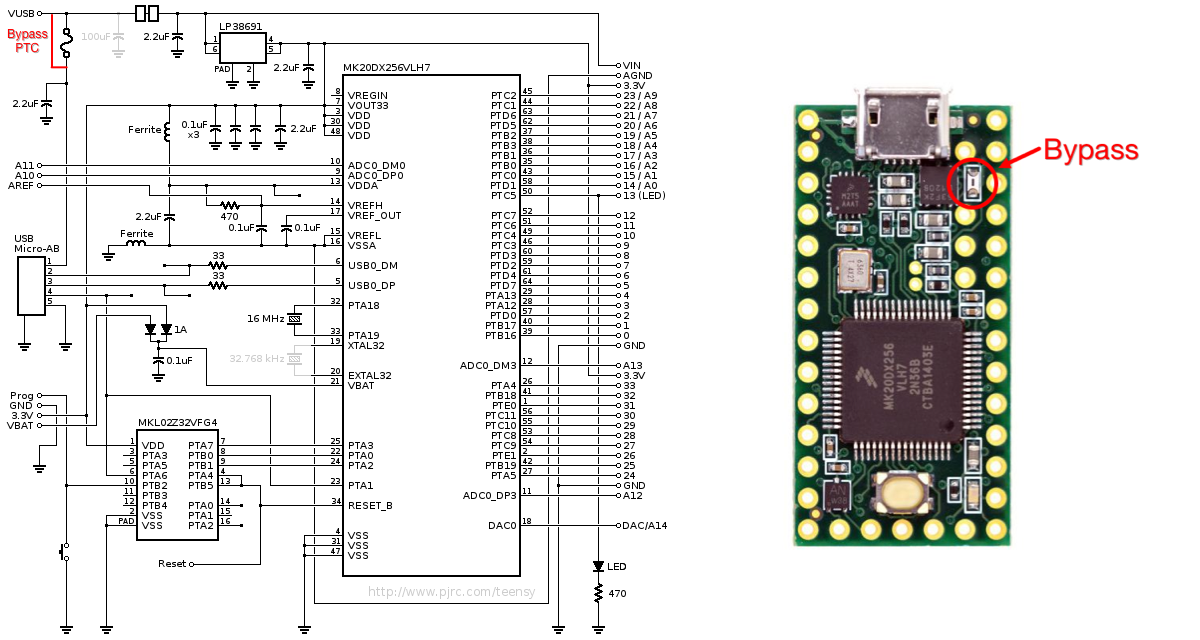 VUSB
Bypass
PTC
100uF
2.2uF
LP38691
1
6
4
5
PAD
2
2.2uF
2.2uF
MK20DX256VLH7
Ferrite
0.1uF
x3
2.2uF
8 VREGIN
7 VOUT33
3 VDD
30 VDD
48 VDD
A11
A10
AREF
10 ADC0_DM0
9 ADC0_DP0
13 VDDA
14 VREFH
17 VREF_OUT
470
2.2uF
0.1uF
0.1uF
Ferrite
15 VREFL
16 VSSA
USB
Micro-AB
1
2
3
4
5
33
33
6 USB0_DM
5 USB0_DP
32 PTA18
16 MHz
33 PTA19
19 XTAL32
32.768 kHz
20 EXTAL32
21 VBAT
1A
0.1uF
Prog
GND
3.3V
VBAT
MKL02Z32VFG4
1 VDD
3 PTA3
5 PTA5
6 PTA6
10 PTB2
11 PTB3
12 PTB4
2 VSS
PAD VSS
PTA7 7
PTB0 8
PTB1 9
PTA4 4
PTB5 13
PTA0 14
PTA1 15
PTA2 16
25 PTA3
22 PTA0
24 PTA2
23 PTA1
34 RESET_B
4 VSS
31 VSS
47 VSS
Reset
http://www.pjrc.com/teensy
VIN
AGND
3.3V
PTC2 45 23 / A9
PTC1 44 22 / A8
PTD6 63 21 / A7
PTD5 62 20 / A6
PTB2 37 19 / A5
PTB3 38 18 / A4
PTB1 36 17 / A3
PTB0 35 16 / A2
PTC0 43 15 / A1
PTD1 58 14 / A0
PTC5 50 13 (LED)
PTC7 52 12
PTC6 51 11
PTC4 49 10
PTC3 46 9
PTD3 60 8
PTD2 59 7
PTD4 61 6
PTD7 64 5
PTA13 29 4
PTA12 28 3
PTD0 57 2
PTB17 40 1
PTB16 39 0
GND
ADC0_DM3 12 A13
3.3V
PTA4 26 33
PTB18 41 32
PTE0 1 31
PTC11 56 30
PTC10 55 29
PTC8 53 28
PTC9 54 27
PTE1 2 26
PTB19 42 25
PTA5 27 24
GND
ADC0_DP3 11 A12
DAC0 18 DAC/A14
LED
470
Bypass
M2T5
AAAT
MK20DX256
VLH7
2N36B
CTBA1403E